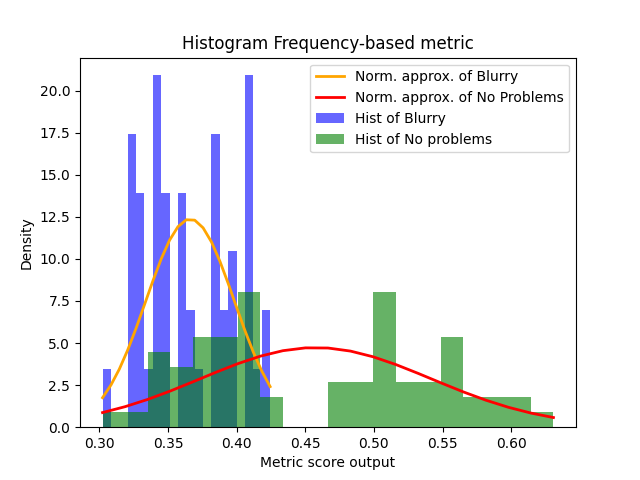 Histogram Frequency-based metric
Norm. approx. of Blurry
Norm. approx. of No Problems
Hist of Blurry
Hist of No problems
Density
20.0
17.5
15.0
12.5
10.0
7.5
5.0
2.5
0.0
0.30 0.35 0.40 0.45 0.50 0.55 0.60
Metric score output